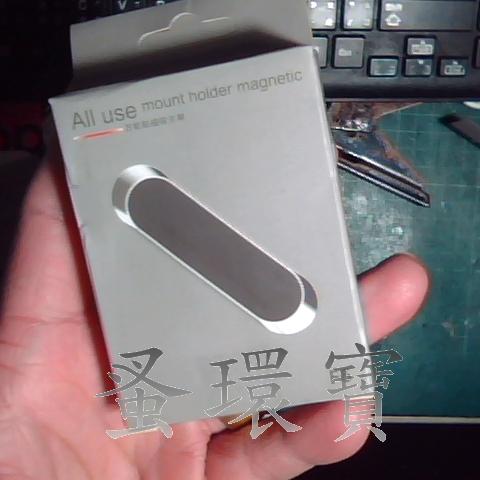 All use mount holder magnetic
蚤環寶